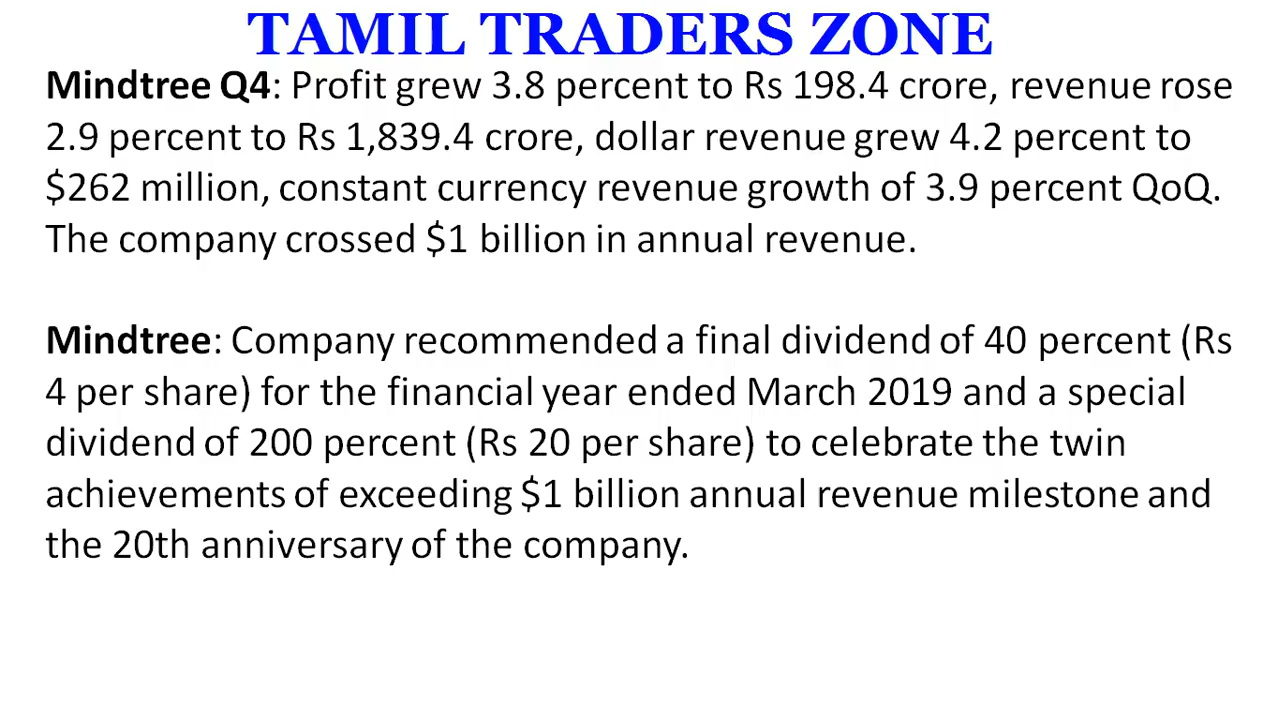 TAMIL TRADERS ZONE
Mindtree Q4: Profit grew 3.8 percent to Rs 198.4 crore, revenue rose
2.9 percent to Rs 1,839.4 crore, dollar revenue grew 4.2 percent to
$262 million, constant currency revenue growth of 3.9 percent QoQ.
The company crossed $1 billion in annual revenue.
Mindtree: Company recommended a final dividend of 40 percent (Rs
4 per share) for the financial year ended March 2019 and a special
dividend of 200 percent (Rs 20 per share) to celebrate the twin
achievements of exceeding $1 billion annual revenue milestone and
the 20th anniversary of the company.